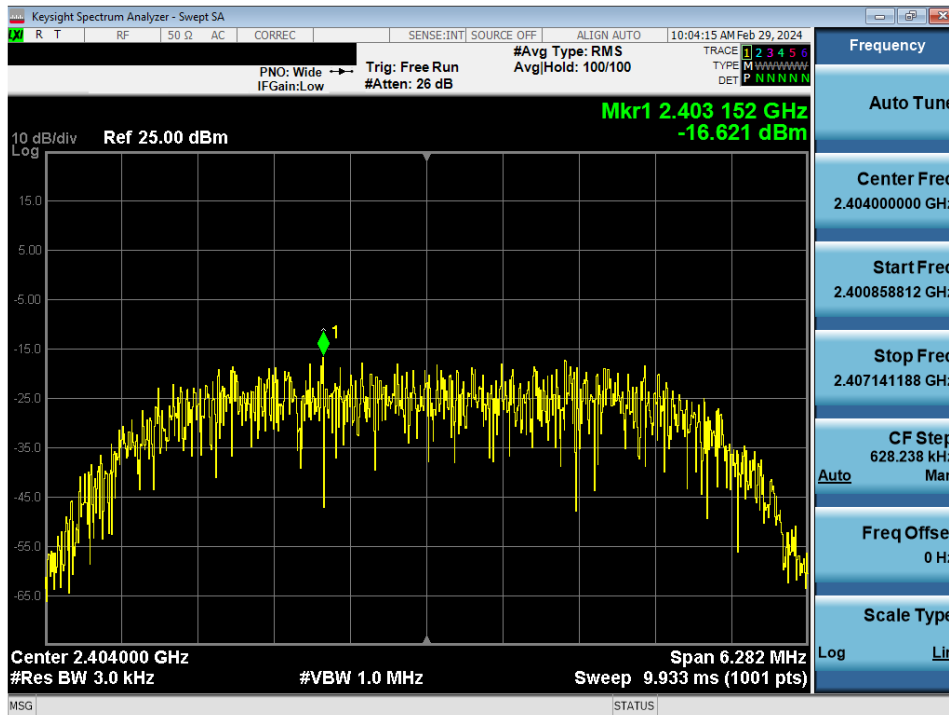 Keysight Spectrum Analyzer - Swept SA
LXI R T RF 50 Ω AC CORREC SENSE:INT SOURCE OFF ALIGN AUTO 10:04:15 AM Feb 29, 2024
PNO: Wide
IFGain:Low
Trig: Free Run
#Atten: 26 dB
#Avg Type: RMS
Avg|Hold: 100/100
TRACE 1 2 3 4 5 6
TYPE M WWWWW
DET P N N N N N
Mkr1 2.403 152 GHz
-16.621 dBm
10 dB/div Ref 25.00 dBm
Log
15.0
5.00
-5.00
-15.0
-25.0
-35.0
-45.0
-55.0
-65.0
1
Center 2.404000 GHz Span 6.282 MHz
#Res BW 3.0 kHz #VBW 1.0 MHz Sweep 9.933 ms (1001 pts)
MSG STATUS
Frequency
Auto Tune
Center Freq
2.404000000 GHz
Start Freq
2.400858812 GHz
Stop Freq
2.407141188 GHz
CF Step
628.238 kHz
Auto Man
Freq Offset
0 Hz
Scale Type
Log Lin